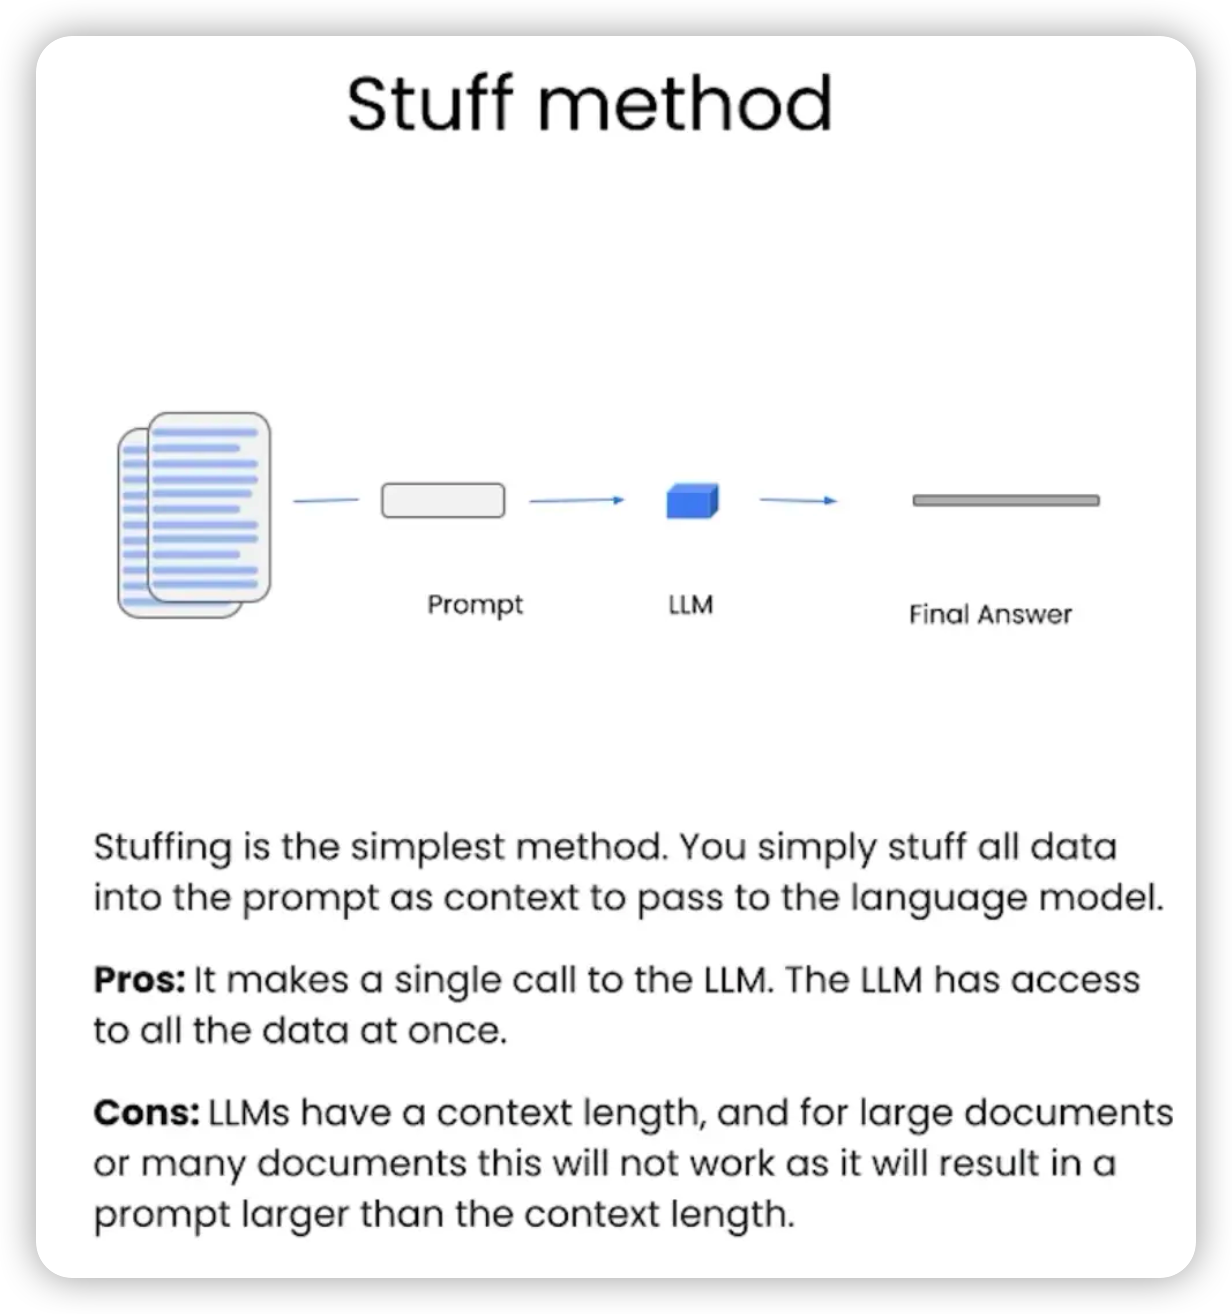 Stuff method
Prompt
LLM
Final Answer
Stuffing is the simplest method. You simply stuff all data
into the prompt as context to pass to the language model.
Pros: It makes a single call to the LLM. The LLM has access
to all the data at once.
Cons: LLMs have a context length, and for large documents
or many documents this will not work as it will result in a
prompt larger than the context length.